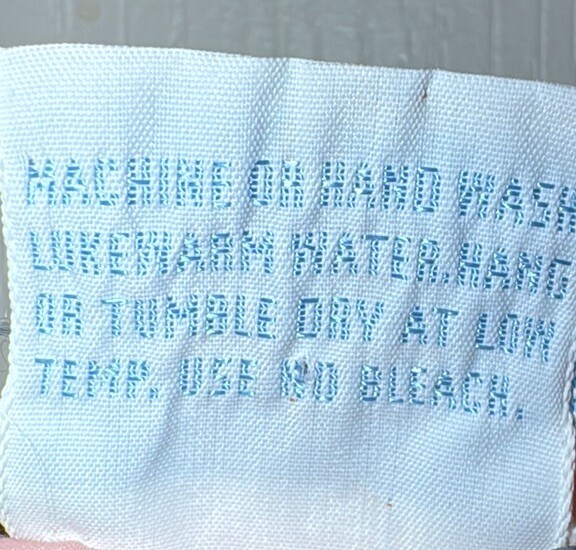 MACHINE OR HAND WASH
LUKEWARM WATER.HANG
OR TUMBLE DRY AT LOW
TEMP. USE NO BLEACH.